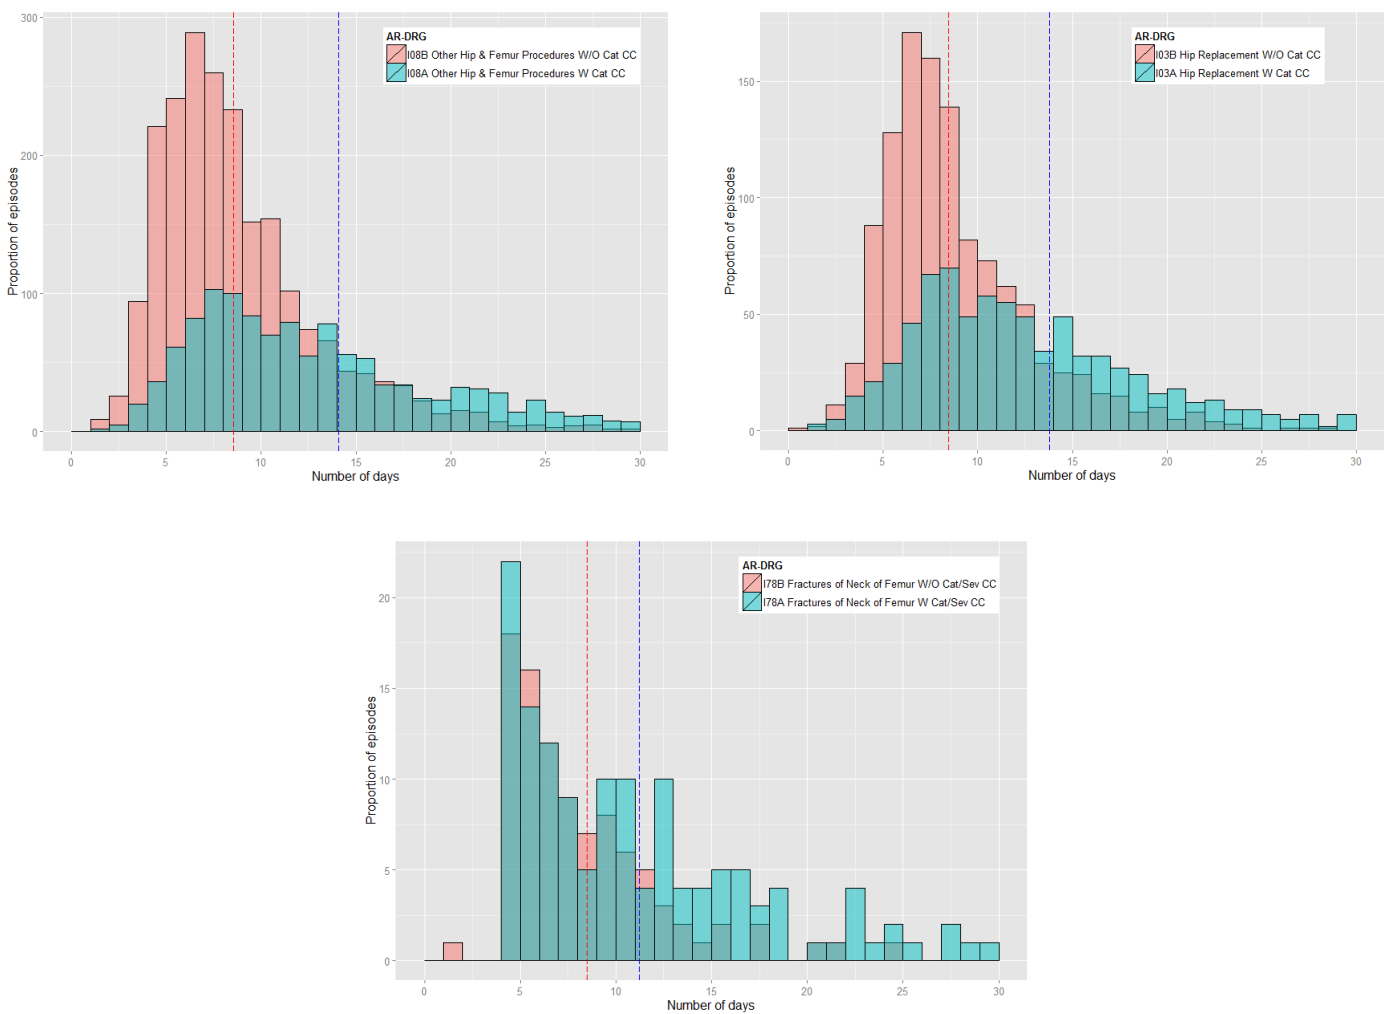 AR-DRG
I08B Other Hip & Femur Procedures W/O Cat CC
I08A Other Hip & Femur Procedures W Cat CC
300
200
100
0
Proportion of episodes
0 5 10 15 20 25 30
Number of days
AR-DRG
I03B Hip Replacement W/O Cat CC
I03A Hip Replacement W Cat CC
150
100
50
0
Proportion of episodes
0 5 10 15 20 25 30
Number of days
AR-DRG
I78B Fractures of Neck of Femur W/O Cat/Sev CC
I78A Fractures of Neck of Femur W Cat/Sev CC
20
15
10
5
0
Proportion of episodes
0 5 10 15 20 25 30
Number of days